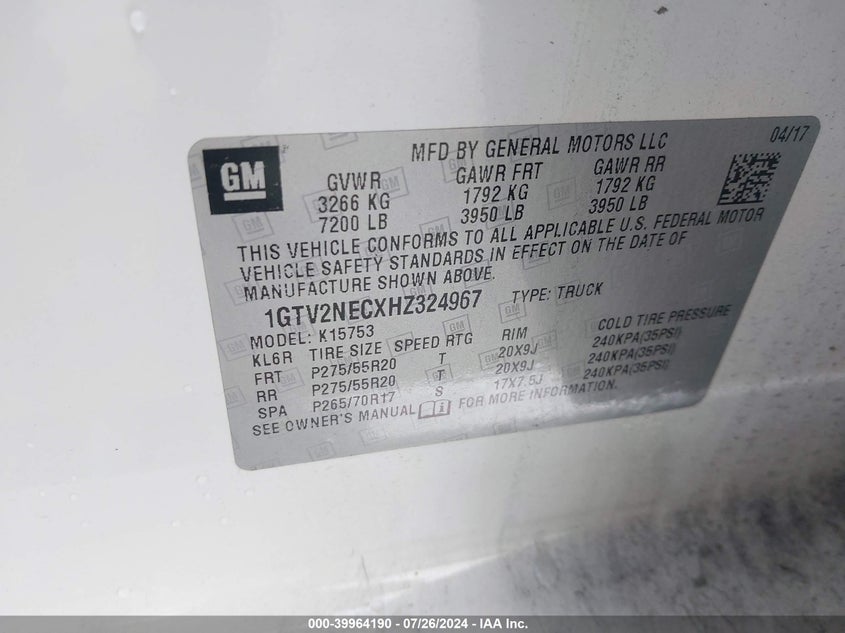 GM
MFD BY GENERAL MOTORS LLC
04/17
GVWR GAWR FRT GAWR RR
3266 KG 1792 KG 1792 KG
7200 LB 3950 LB 3950 LB
THIS VEHICLE CONFORMS TO ALL APPLICABLE U.S. FEDERAL MOTOR
VEHICLE SAFETY STANDARDS IN EFFECT ON THE DATE OF
MANUFACTURE SHOWN ABOVE.
1GTV2NECXHZ324967 TYPE: TRUCK
MODEL: K15753
KL6R TIRE SIZE SPEED RTG RIM COLD TIRE PRESSURE
FRT P275/55R20 T 20X9J 240KPA(35PSI)
RR P275/55R20 T 20X9J 240KPA(35PSI)
SPA P265/70R17 S 17X7.5J 240KPA(35PSI)
SEE OWNER'S MANUAL FOR MORE INFORMATION.
000-39964190 - 07/26/2024 - IAA Inc.